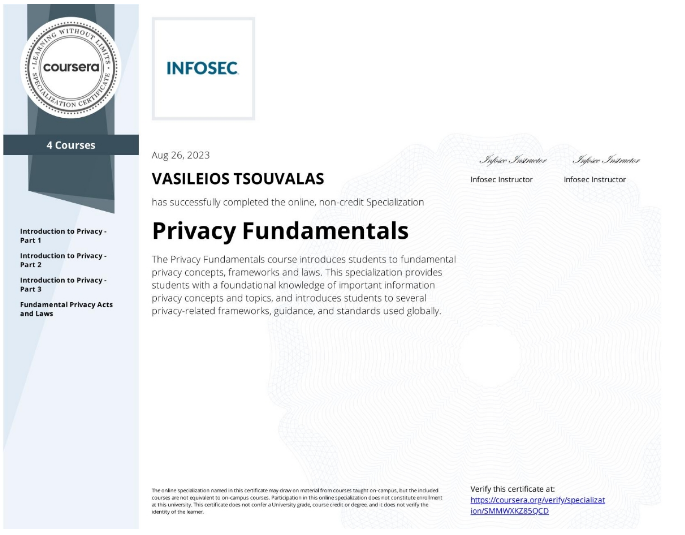 LEARNING WITHOUT LIMITS
coursera
SPECIALIZATION CERTIFICATE
4 Courses
Introduction to Privacy -
Part 1
Introduction to Privacy -
Part 2
Introduction to Privacy -
Part 3
Fundamental Privacy Acts
and Laws
INFOSEC
Aug 26, 2023
VASILEIOS TSOUVALAS
has successfully completed the online, non-credit Specialization
Privacy Fundamentals
The Privacy Fundamentals course introduces students to fundamental
privacy concepts, frameworks and laws. This specialization provides
students with a foundational knowledge of important information
privacy concepts and topics, and introduces students to several
privacy-related frameworks, guidance, and standards used globally.
Infosec Instructor
Infosec Instructor
Infosec Instructor
Infosec Instructor
The online specialization named in this certificate may draw on material from courses taught on-campus, but the included
courses are not equivalent to on-campus courses. Participation in this online specialization does not constitute enrollment
at this university. This certificate does not confer a University grade, course credit or degree, and it does not verify the
identity of the learner.
Verify this certificate at:
https://coursera.org/verify/specializat
ion/SMMWXKZ85QCD